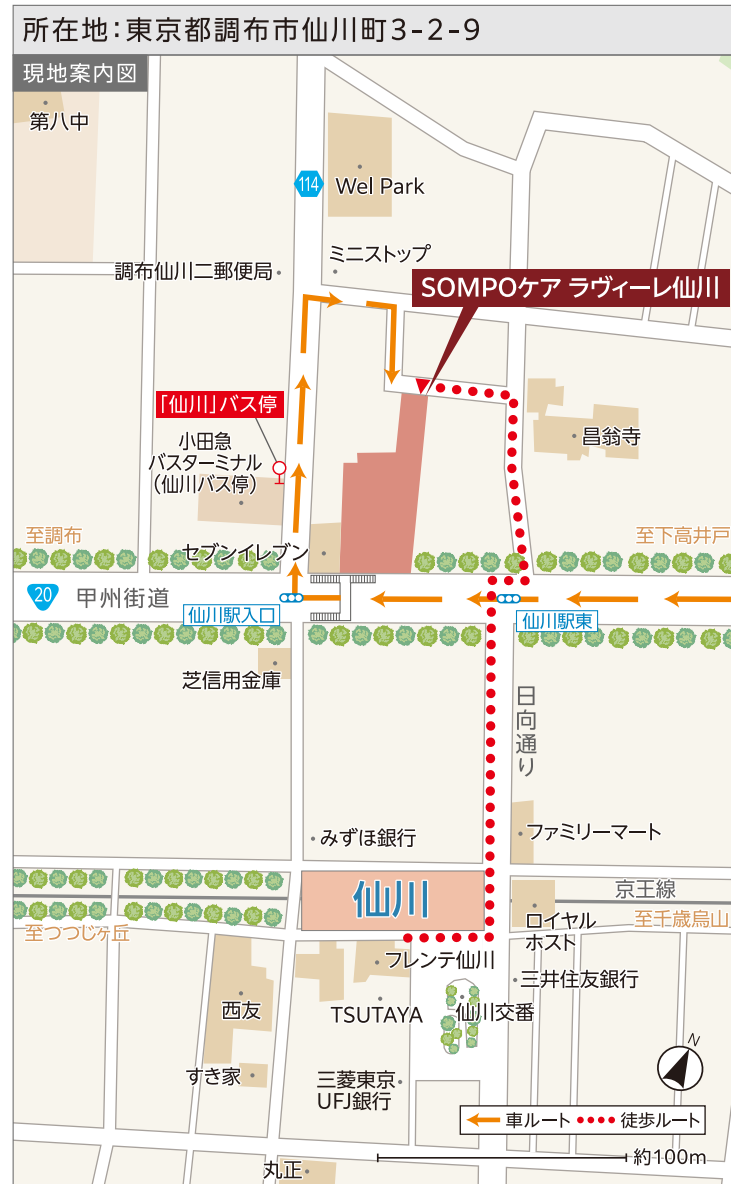 所在地:東京都調布市仙川町3-2-9
現地案内図
第八中
114
Wel Park
調布仙川二郵便局
ミニストップ
SOMPOケア ラヴィーレ仙川
「仙川」バス停
小田急
バスターミナル
(仙川バス停)
昌翁寺
至調布
セブンイレブン
至下高井戸
20
甲州街道
仙川駅入口
仙川駅東
芝信用金庫
日向通り
みずほ銀行
ファミリーマート
仙川
京王線
ロイヤル
ホスト
至つつじヶ丘
至千歳烏山
フレンテ仙川
三井住友銀行
西友
TSUTAYA
仙川交番
すき家
三菱東京
UFJ銀行
N
車ルート
徒歩ルート
約100m
丸正